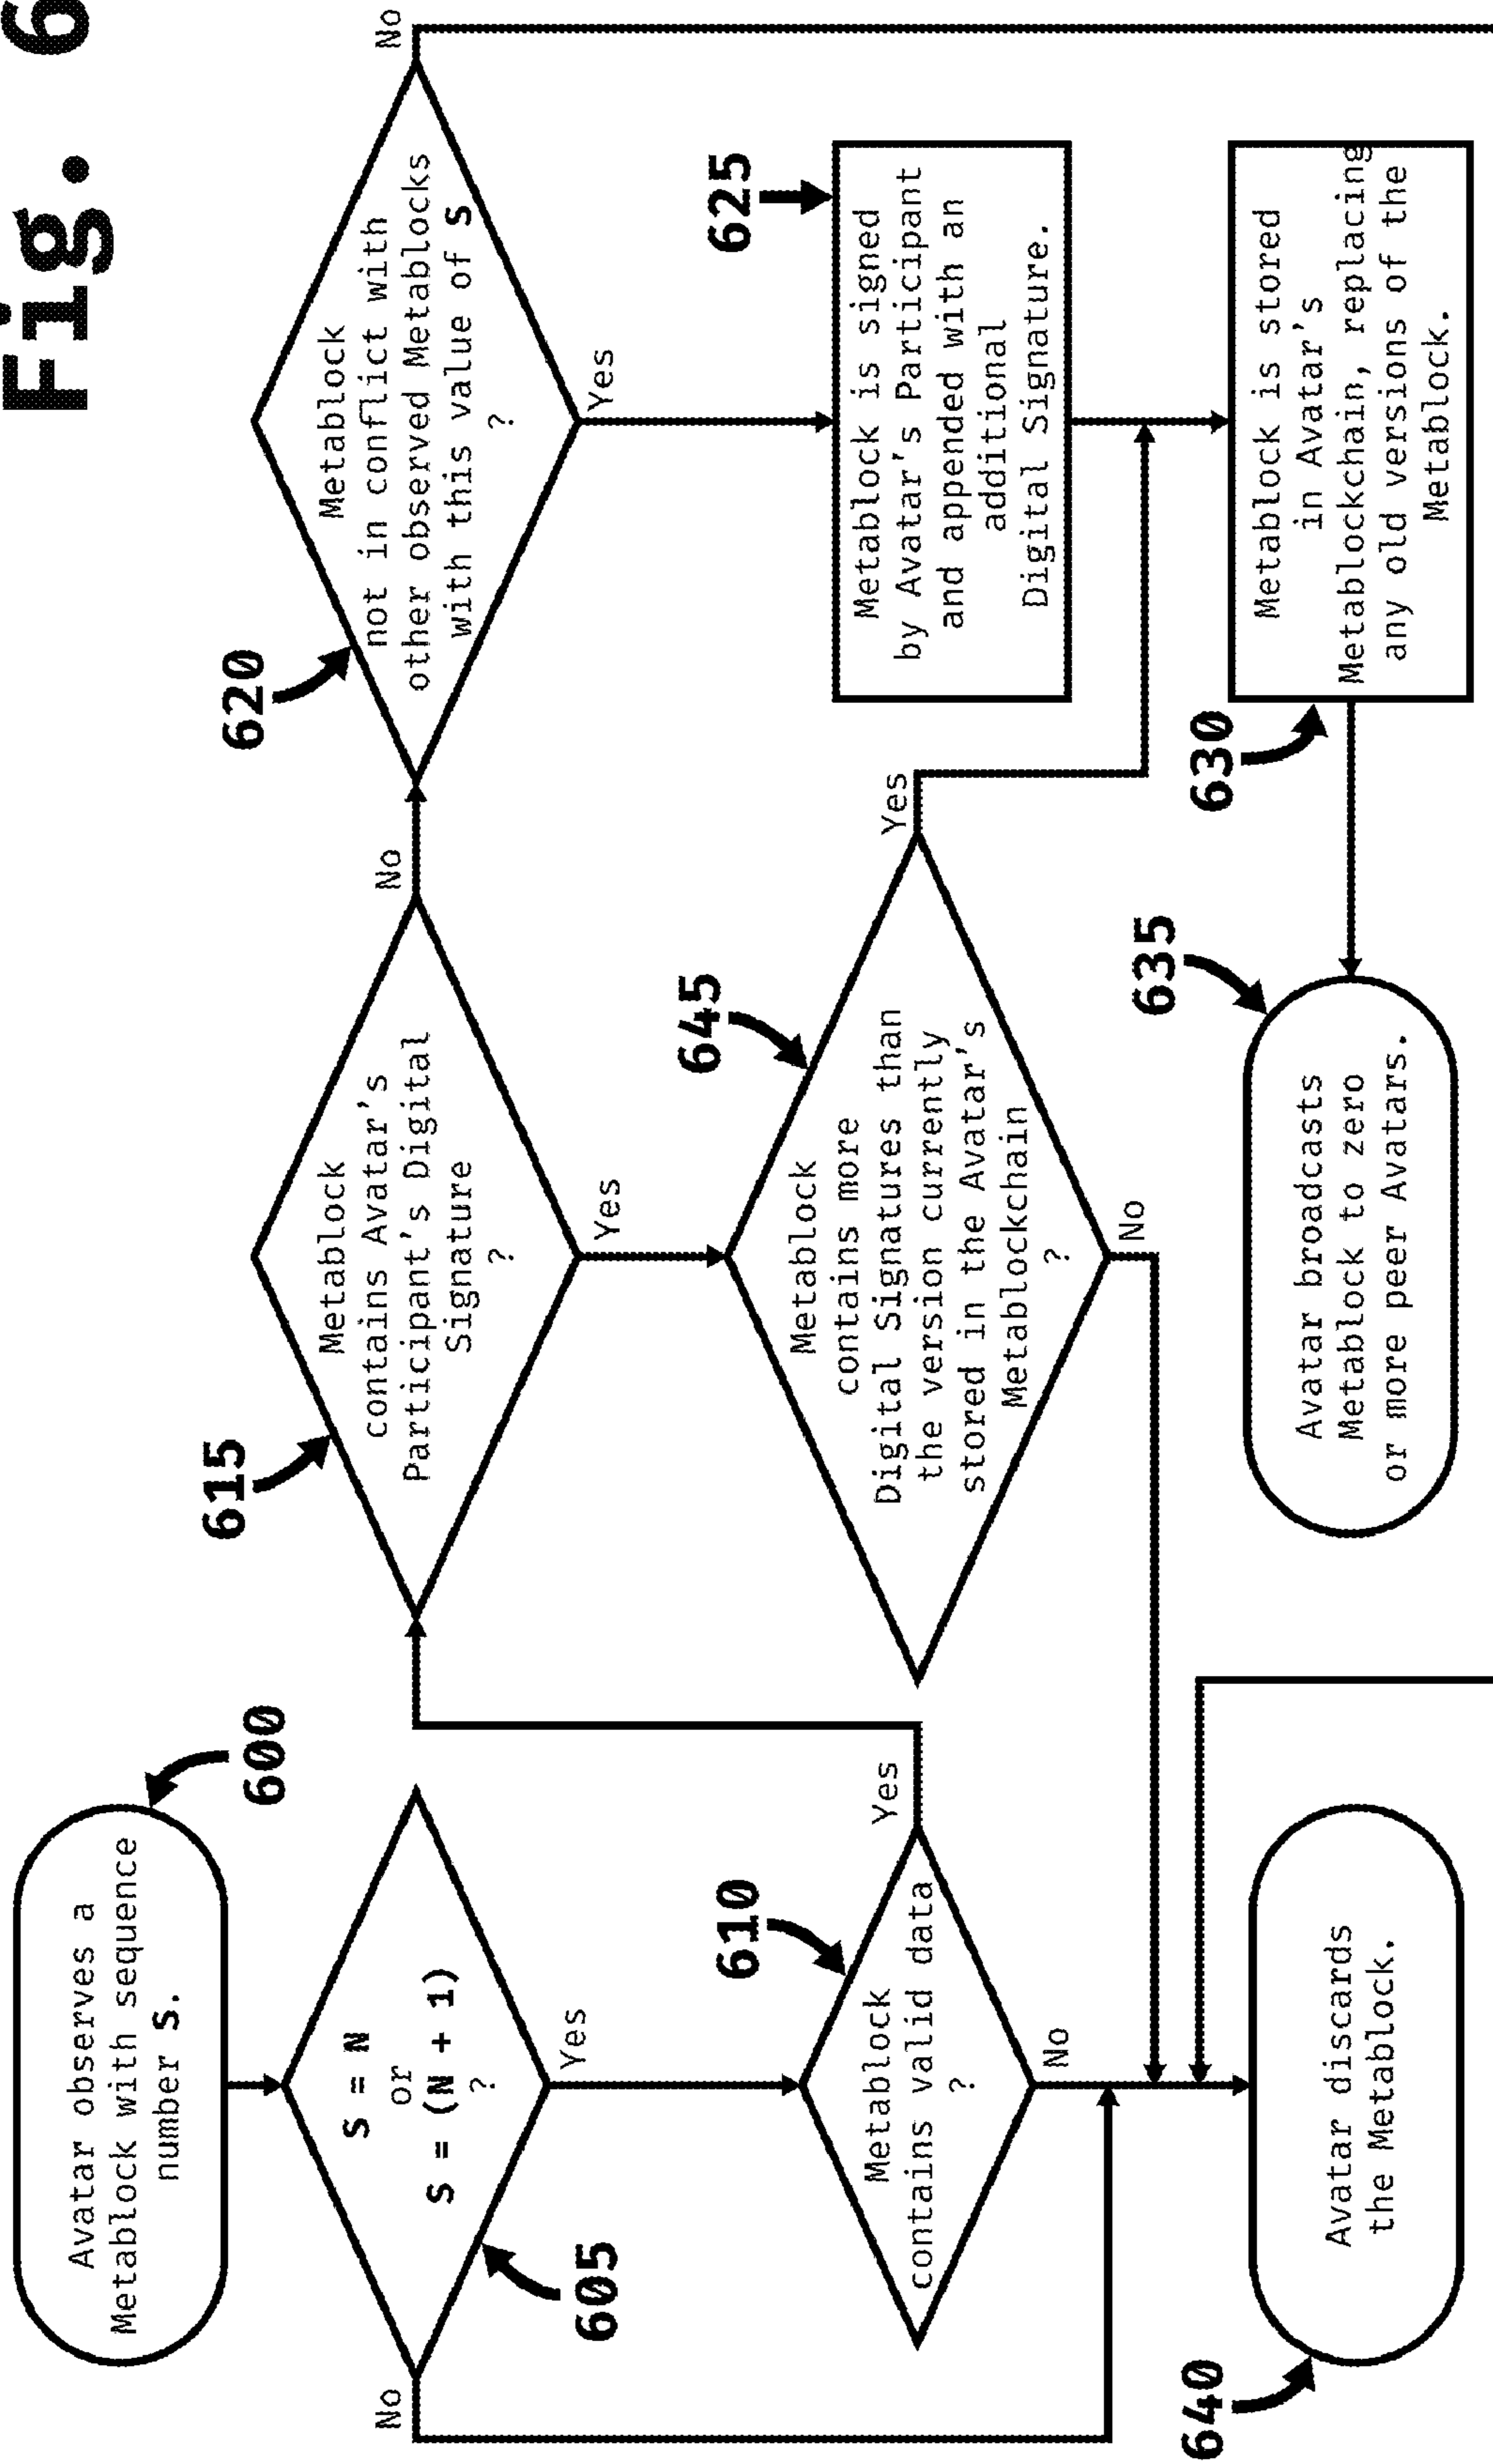 Fig. 6
Avatar observes a
Metablock with sequence
number S.
600
S = N
or
S = (N + 1)
?
605
No
Yes
Metablock
contains valid data
?
610
Yes
No
Metablock
contains Avatar's
Participant's Digital
Signature
?
615
No
Yes
Metablock
not in conflict with
other observed Metablocks
with this value of S
?
620
No
Yes
Metablock is signed
by Avatar's Participant
and appended with an
additional
Digital Signature.
625
Metablock
contains more
Digital Signatures than
the version currently
stored in the Avatar's
Metablockchain
?
645
Yes
No
Metablock is stored
in Avatar's
Metablockchain, replacing
any old versions of the
Metablock.
630
Avatar broadcasts
Metablock to zero
or more peer Avatars.
635
Avatar discards
the Metablock.
640